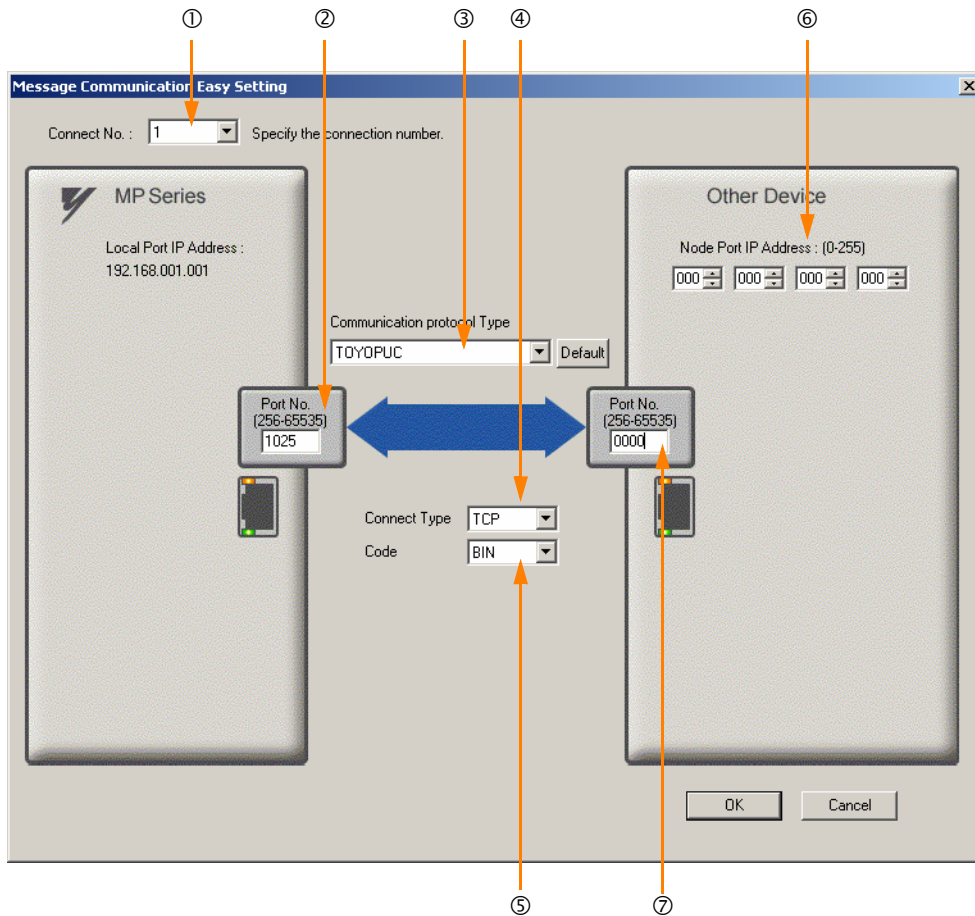 ① ② ③ ④ ⑥
Message Communication Easy Setting
Connect No. : 1 Specify the connection number.
MP Series
Local Port IP Address :
192.168.001.001
Other Device
Node Port IP Address : (0-255)
000 000 000 000
Communication protocol Type
TOYOPUC Default
Port No.
(256-65535)
1025
Port No.
(256-65535)
0000
Connect Type TCP
Code BIN
OK Cancel
⑤ ⑦